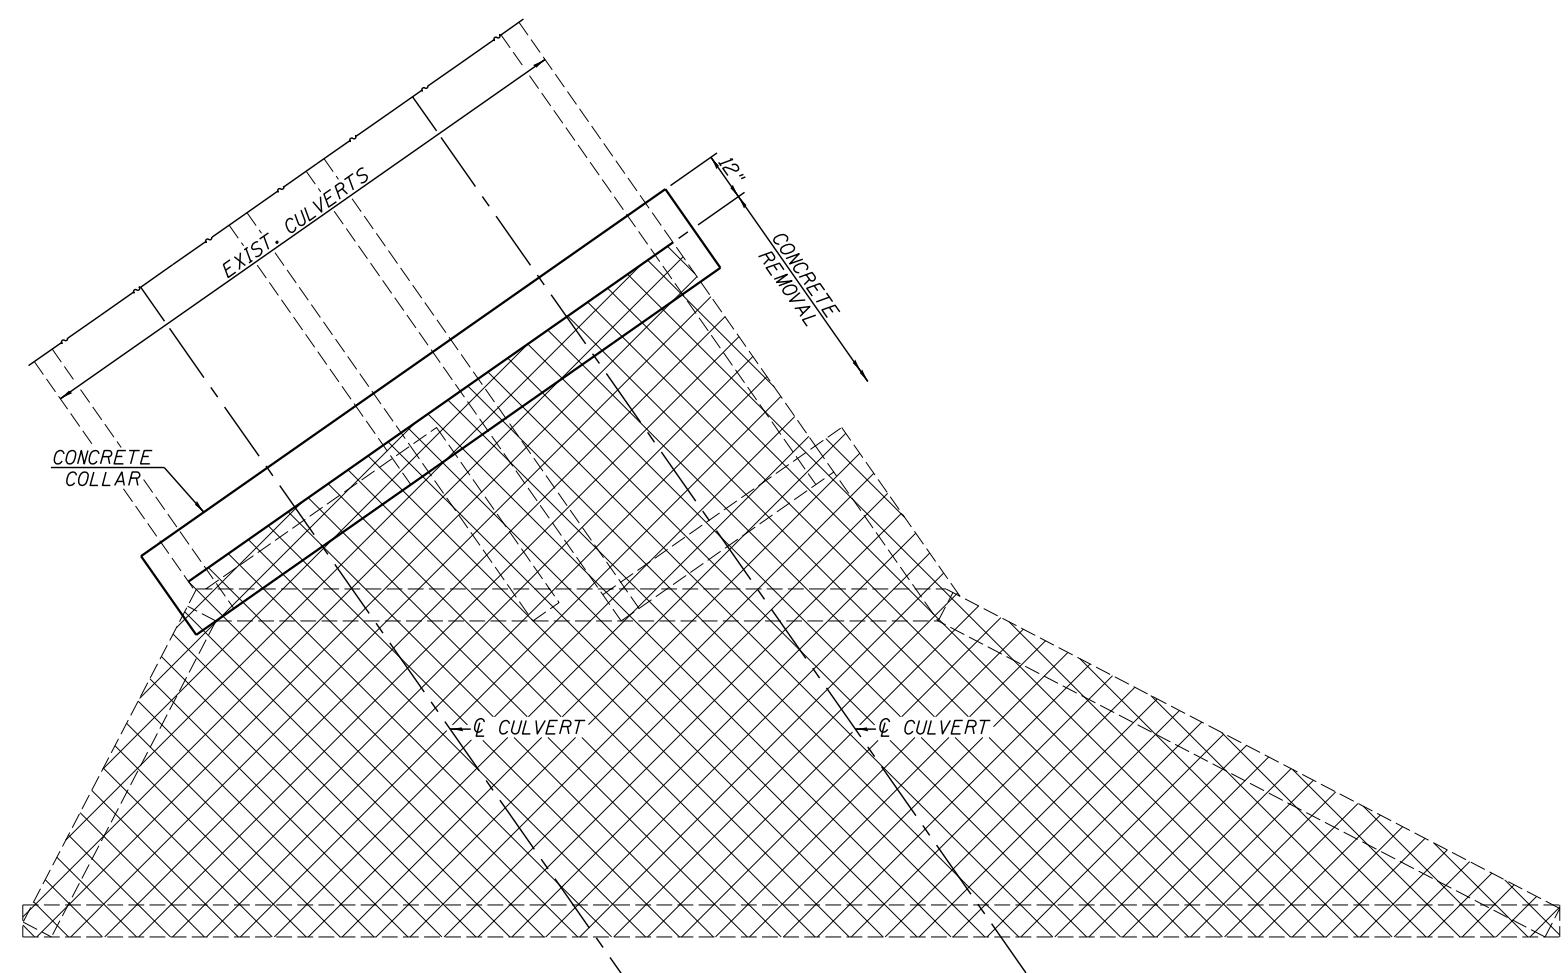 12"
EXIST. CULVERTS
CONCRETE
REMOVAL
CONCRETE
COLLAR
℄ CULVERT
℄ CULVERT